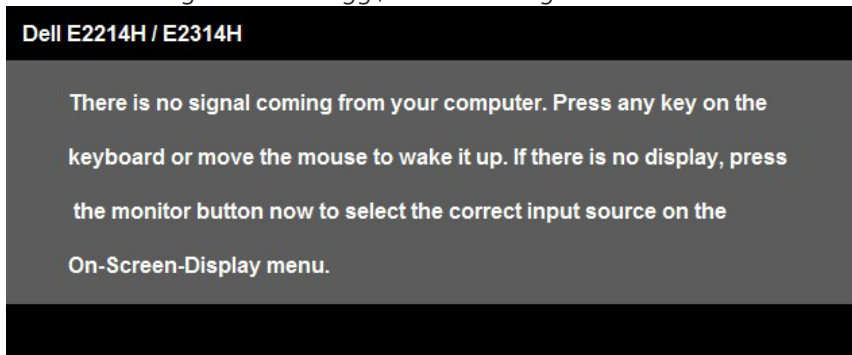 Dell E2214H / E2314H
There is no signal coming from your computer. Press any key on the
keyboard or move the mouse to wake it up. If there is no display, press
the monitor button now to select the correct input source on the
On-Screen-Display menu.